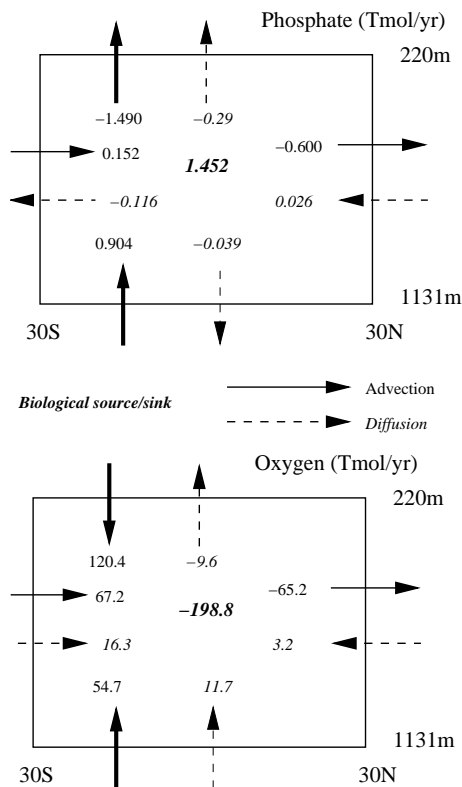 Phosphate (Tmol/yr)
220m
−1.490 −0.29
0.152 −0.600
1.452
−0.116 0.026
0.904 −0.039
1131m
30S 30N
Biological source/sink
Advection
Diffusion
Oxygen (Tmol/yr)
220m
120.4 −9.6
67.2 −65.2
−198.8
16.3 3.2
54.7 11.7
1131m
30S 30N